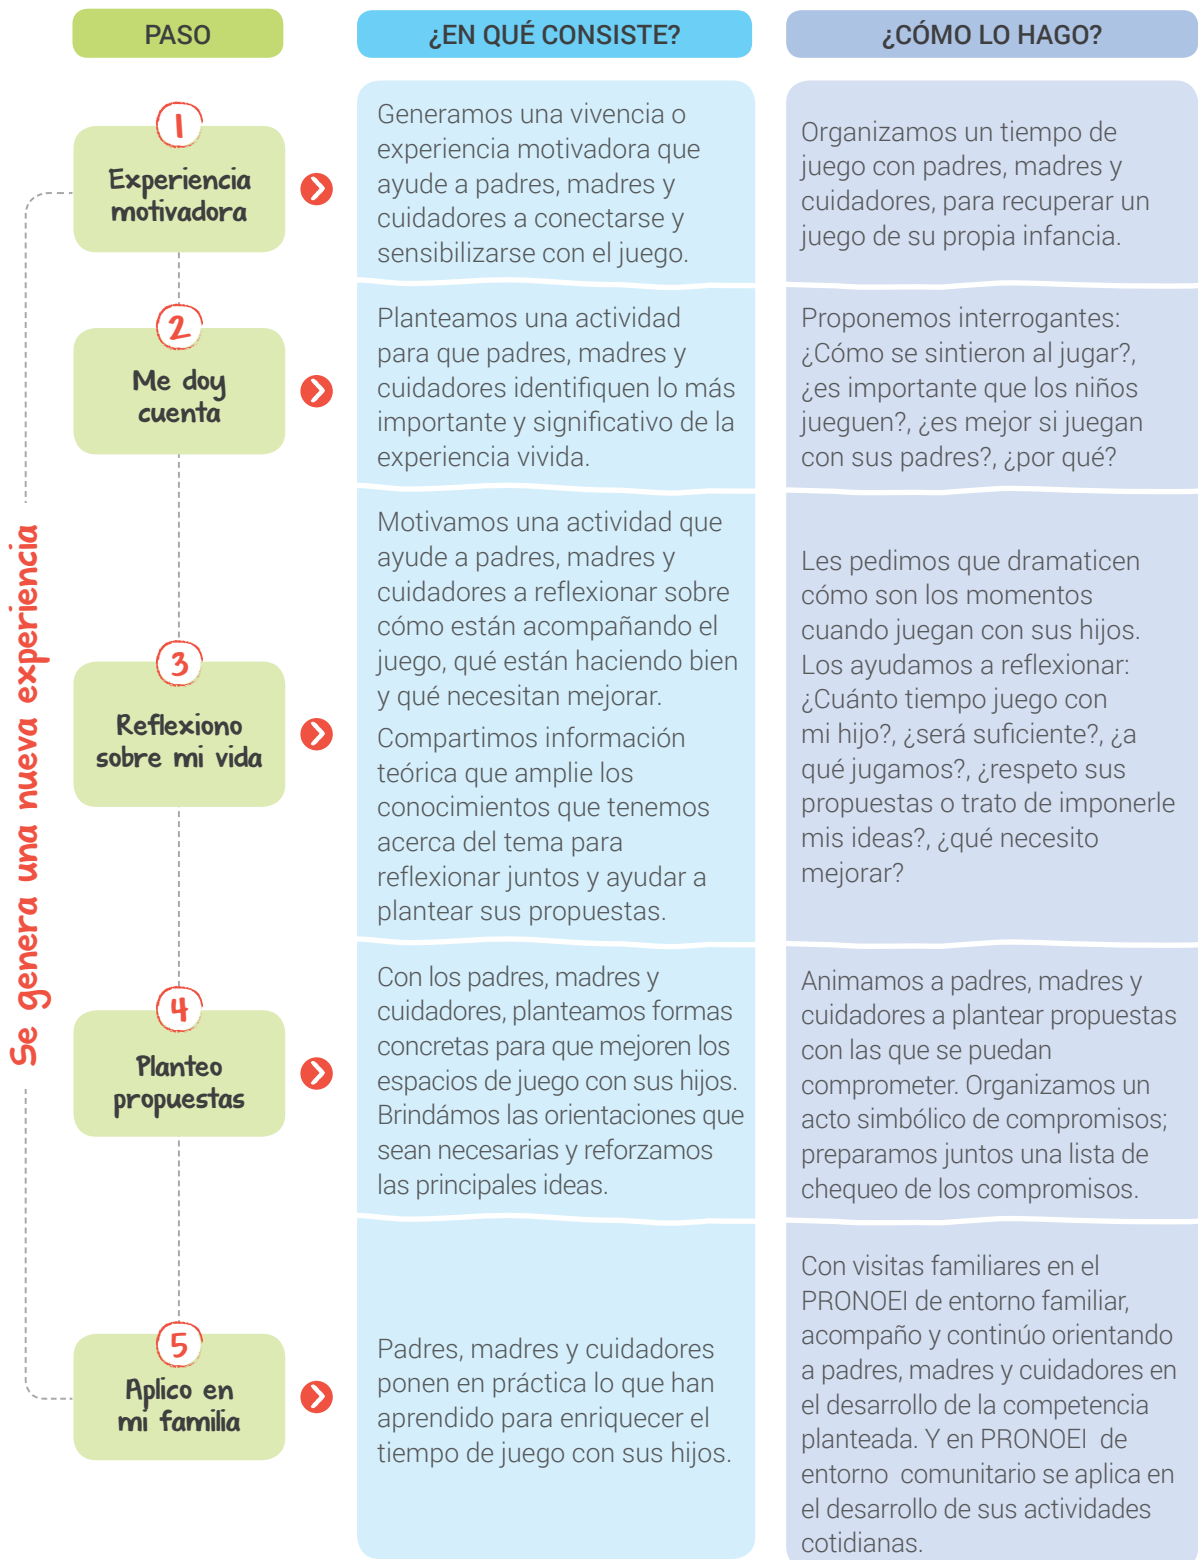 PASO
¿EN QUÉ CONSISTE?
¿CÓMO LO HAGO?
Se genera una nueva experiencia
1
Experiencia
motivadora
Generamos una vivencia o
experiencia motivadora que
ayude a padres, madres y
cuidadores a conectarse y
sensibilizarse con el juego.
Organizamos un tiempo de
juego con padres, madres y
cuidadores, para recuperar un
juego de su propia infancia.
2
Me doy
cuenta
Planteamos una actividad
para que padres, madres y
cuidadores identifiquen lo más
importante y significativo de la
experiencia vivida.
Proponemos interrogantes:
¿Cómo se sintieron al jugar?,
¿es importante que los niños
jueguen?, ¿es mejor si juegan
con sus padres?, ¿por qué?
3
Reflexiono
sobre mi vida
Motivamos una actividad que
ayude a padres, madres y
cuidadores a reflexionar sobre
cómo están acompañando el
juego, qué están haciendo bien
y qué necesitan mejorar.
Compartimos información
teórica que amplie los
conocimientos que tenemos
acerca del tema para
reflexionar juntos y ayudar a
plantear sus propuestas.
Les pedimos que dramaticen
cómo son los momentos
cuando juegan con sus hijos.
Los ayudamos a reflexionar:
¿Cuánto tiempo juego con
mi hijo?, ¿será suficiente?, ¿a
qué jugamos?, ¿respeto sus
propuestas o trato de imponerle
mis ideas?, ¿qué necesito
mejorar?
4
Planteo
propuestas
Con los padres, madres y
cuidadores, planteamos formas
concretas para que mejoren los
espacios de juego con sus hijos.
Brindámos las orientaciones que
sean necesarias y reforzamos
las principales ideas.
Animamos a padres, madres y
cuidadores a plantear propuestas
con las que se puedan
comprometer. Organizamos un
acto simbólico de compromisos;
preparamos juntos una lista de
chequeo de los compromisos.
5
Aplico en
mi familia
Padres, madres y cuidadores
ponen en práctica lo que han
aprendido para enriquecer el
tiempo de juego con sus hijos.
Con visitas familiares en el
PRONOEI de entorno familiar,
acompaño y continúo orientando
a padres, madres y cuidadores en
el desarrollo de la competencia
planteada. Y en PRONOEI de
entorno comunitario se aplica en
el desarrollo de sus actividades
cotidianas.